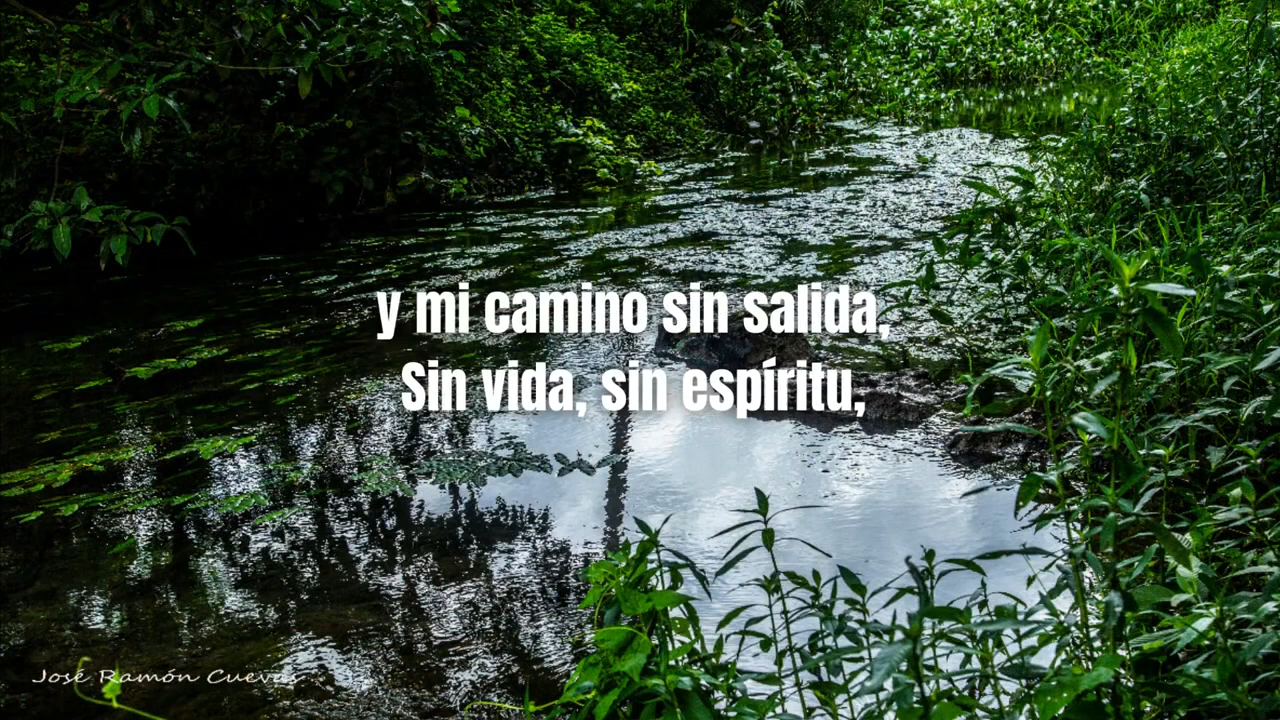 y mi camino sin salida,
Sin vida, sin espíritu,
José Ramón Cuevas